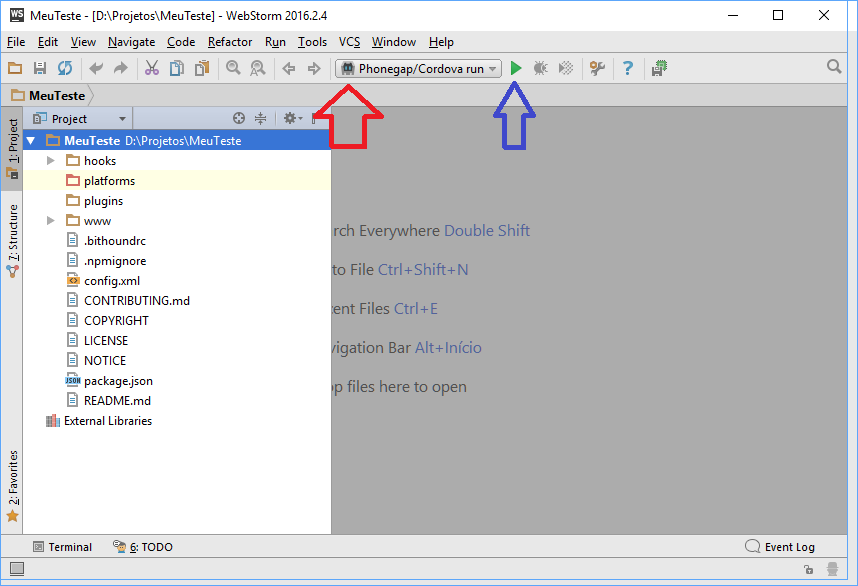 WS MeuTeste - [D:\Projetos\MeuTeste] - WebStorm 2016.2.4
File Edit View Navigate Code Refactor Run Tools VCS Window Help
Phonegap/Cordova run
MeuTeste
1: Project
Project
MeuTeste D:\Projetos\MeuTeste
hooks
platforms
plugins
www
.bithoundrc
.npmignore
config.xml
CONTRIBUTING.md
COPYRIGHT
LICENSE
NOTICE
JSON package.json
README.md
External Libraries
7: Structure
2: Favorites
rch Everywhere Double Shift
to File Ctrl+Shift+N
ent Files Ctrl+E
vigation Bar Alt+Início
op files here to open
Terminal 6: TODO Event Log